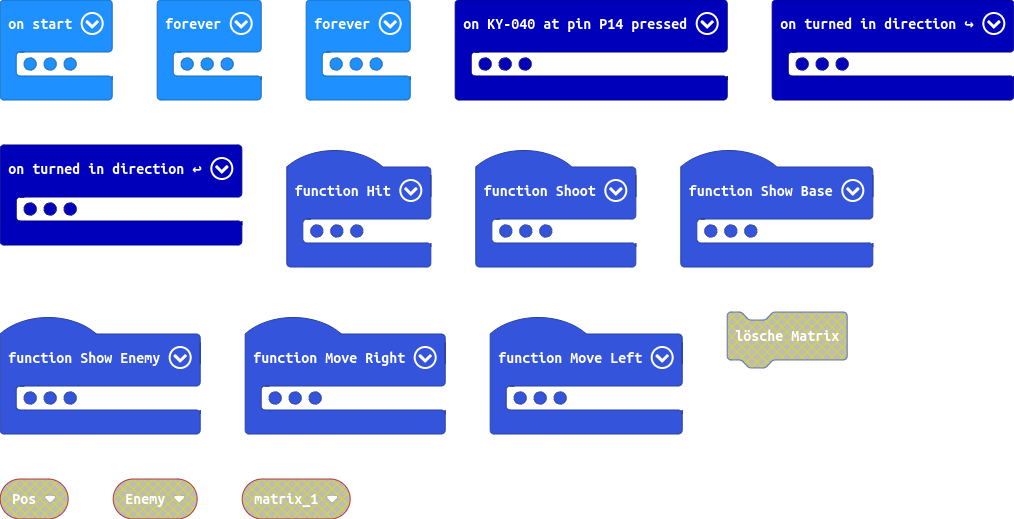 on start
forever
forever
on KY-040 at pin P14 pressed
on turned in direction ↪
on turned in direction ↩
function Hit
function Shoot
function Show Base
function Show Enemy
function Move Right
function Move Left
lösche Matrix
Pos
Enemy
matrix_1